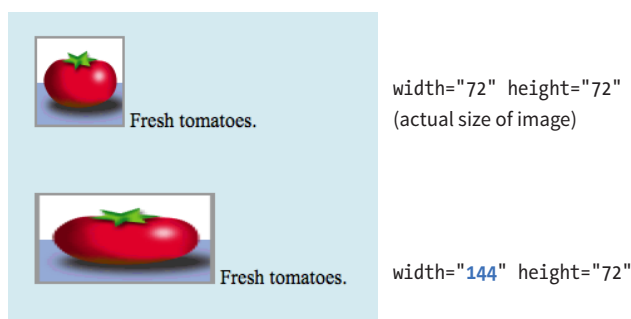 width="72" height="72"
(actual size of image)
Fresh tomatoes.
width="144" height="72"
Fresh tomatoes.